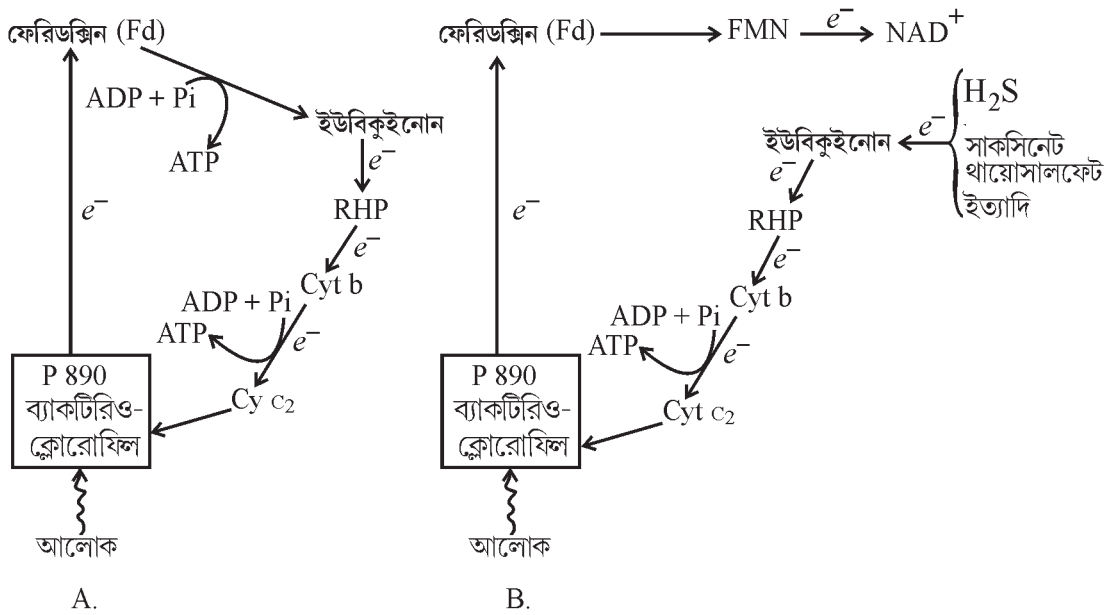 ফেরিডক্সিন (Fd)
ADP + Pi
ATP
ইউবিকুইনোন
e⁻
RHP
e⁻
e⁻
Cyt b
ADP + Pi
ATP
e⁻
Cy c₂
P 890
ব্যাকটিরিও-
ক্লোরোফিল
আলোক
A.
ফেরিডক্সিন (Fd)
FMN
e⁻
NAD⁺
H₂S
সাকসিনেট
থায়োসালফেট
ইত্যাদি
e⁻
ইউবিকুইনোন
e⁻
RHP
e⁻
e⁻
Cyt b
ADP + Pi
ATP
e⁻
Cyt c₂
P 890
ব্যাকটিরিও-
ক্লোরোফিল
আলোক
B.